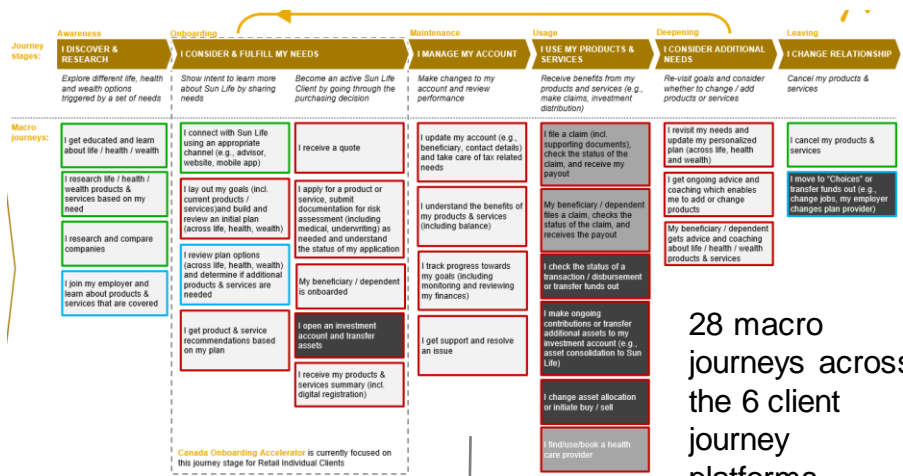 Awareness
Onboarding
Maintenance
Usage
Deepening
Leaving
Journey
stages:
I DISCOVER &
RESEARCH
I CONSIDER & FULFILL MY NEEDS
I MANAGE MY ACCOUNT
I USE MY PRODUCTS &
SERVICES
I CONSIDER ADDITIONAL
NEEDS
I CHANGE RELATIONSHIP
Explore different life, health
and wealth options
triggered by a set of needs
Show intent to learn more
about Sun Life by sharing
needs
Become an active Sun Life
Client by going through the
purchasing decision
Make changes to my
account and review
performance
Receive benefits from my
products and services (e.g.,
make claims, investment
distribution)
Re-visit goals and consider
whether to change / add
products or services
Cancel my products &
services
Macro
journeys:
I get educated and learn
about life / health / wealth
I research life / health /
wealth products &
services based on my
need
I research and compare
companies
I join my employer and
learn about products &
services that are covered
I connect with Sun Life
using an appropriate
channel (e.g., advisor,
website, mobile app)
I lay out my goals (incl.
current products /
services)and build and
review an initial plan
(across life, health, wealth)
I review plan options
(across life, health, wealth)
and determine if additional
products & services are
needed
I get product & service
recommendations based
on my plan
I receive a quote
I apply for a product or
service, submit
documentation for risk
assessment (including
medical, underwriting) as
needed and understand
the status of my application
My beneficiary / dependent
is onboarded
I open an investment
account and transfer
assets
I receive my products &
services summary (incl.
digital registration)
Canada Onboarding Accelerator is currently focused on
this journey stage for Retail Individual Clients
I update my account (e.g.,
beneficiary, contact details)
and take care of tax related
needs
I understand the benefits of
my products & services
(including balance)
I track progress towards
my goals (including
monitoring and reviewing
my finances)
I get support and resolve
an issue
I file a claim (incl.
supporting documents),
check the status of the
claim, and receive my
payout
My beneficiary / dependent
files a claim, checks the
status of the claim, and
receives the payout
I check the status of a
transaction / disbursement
or transfer funds out
I make ongoing
contributions or transfer
additional assets to my
investment account (e.g.,
asset consolidation to Sun
Life)
I change asset allocation
or initiate buy / sell
I find/use/book a health
care provider
I revisit my needs and
update my personalized
plan (across life, health
and wealth)
I get ongoing advice and
coaching which enables
me to add or change
products
My beneficiary / dependent
gets advice and coaching
about life / health / wealth
products & services
I cancel my products &
services
I move to "Choices" or
transfer funds out (e.g.,
change jobs, my employer
changes plan provider)
28 macro
journeys across
the 6 client
journey
platforms